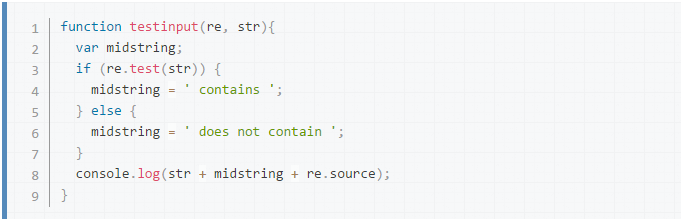 1 function testinput(re, str){
2   var midstring;
3   if (re.test(str)) {
4     midstring = ' contains ';
5   } else {
6     midstring = ' does not contain ';
7   }
8   console.log(str + midstring + re.source);
9 }